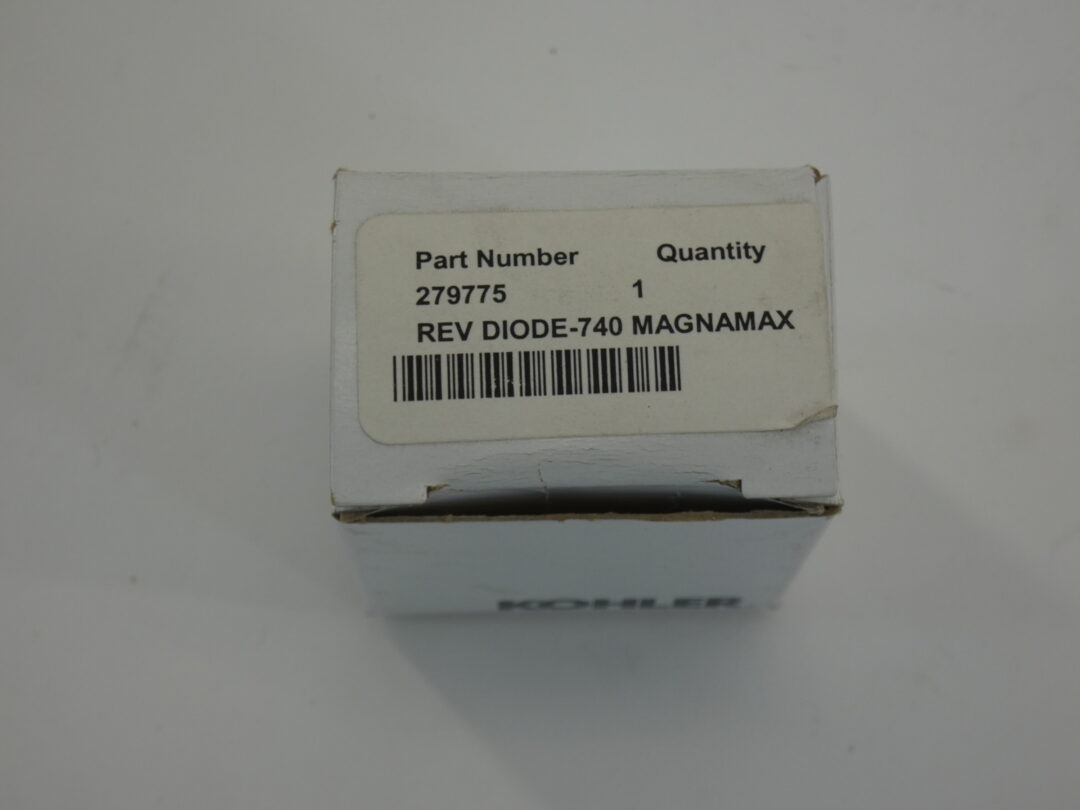 Part Number Quantity
279775 1
REV DIODE-740 MAGNAMAX
KOHLER